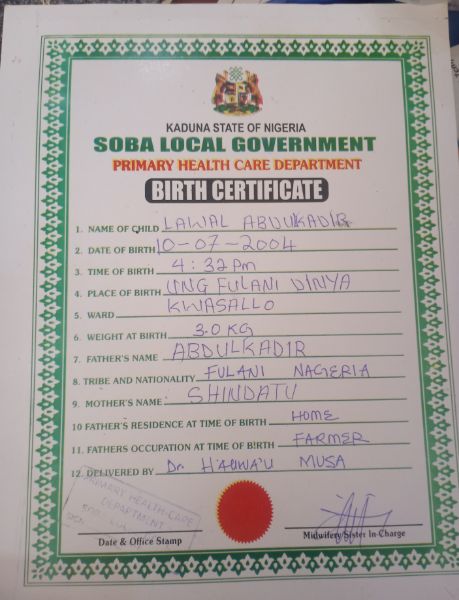 KADUNA STATE OF NIGERIA
SOBA LOCAL GOVERNMENT
PRIMARY HEALTH CARE DEPARTMENT
BIRTH CERTIFICATE
1. NAME OF CHILD LAWAL ABDULKADIR
2. DATE OF BIRTH 10-07-2004
3. TIME OF BIRTH 4:32pm
4. PLACE OF BIRTH UNG FULANI DINYA
5. WARD KWASALLO
6. WEIGHT AT BIRTH 3.0KG
7. FATHER'S NAME ABDULKADIR
8. TRIBE AND NATIONALITY FULANI NAGERIA
9. MOTHER'S NAME: SHINDATU
10 FATHER'S RESIDENCE AT TIME OF BIRTH HOME
11. FATHERS OCCUPATION AT TIME OF BIRTH FARMER
12. DELIVERED BY Dr HAUWA'U MUSA
PRIMARY HEALTH-CARE
DEPARTMENT
Date & Office Stamp
Midwifery Sister In-Charge